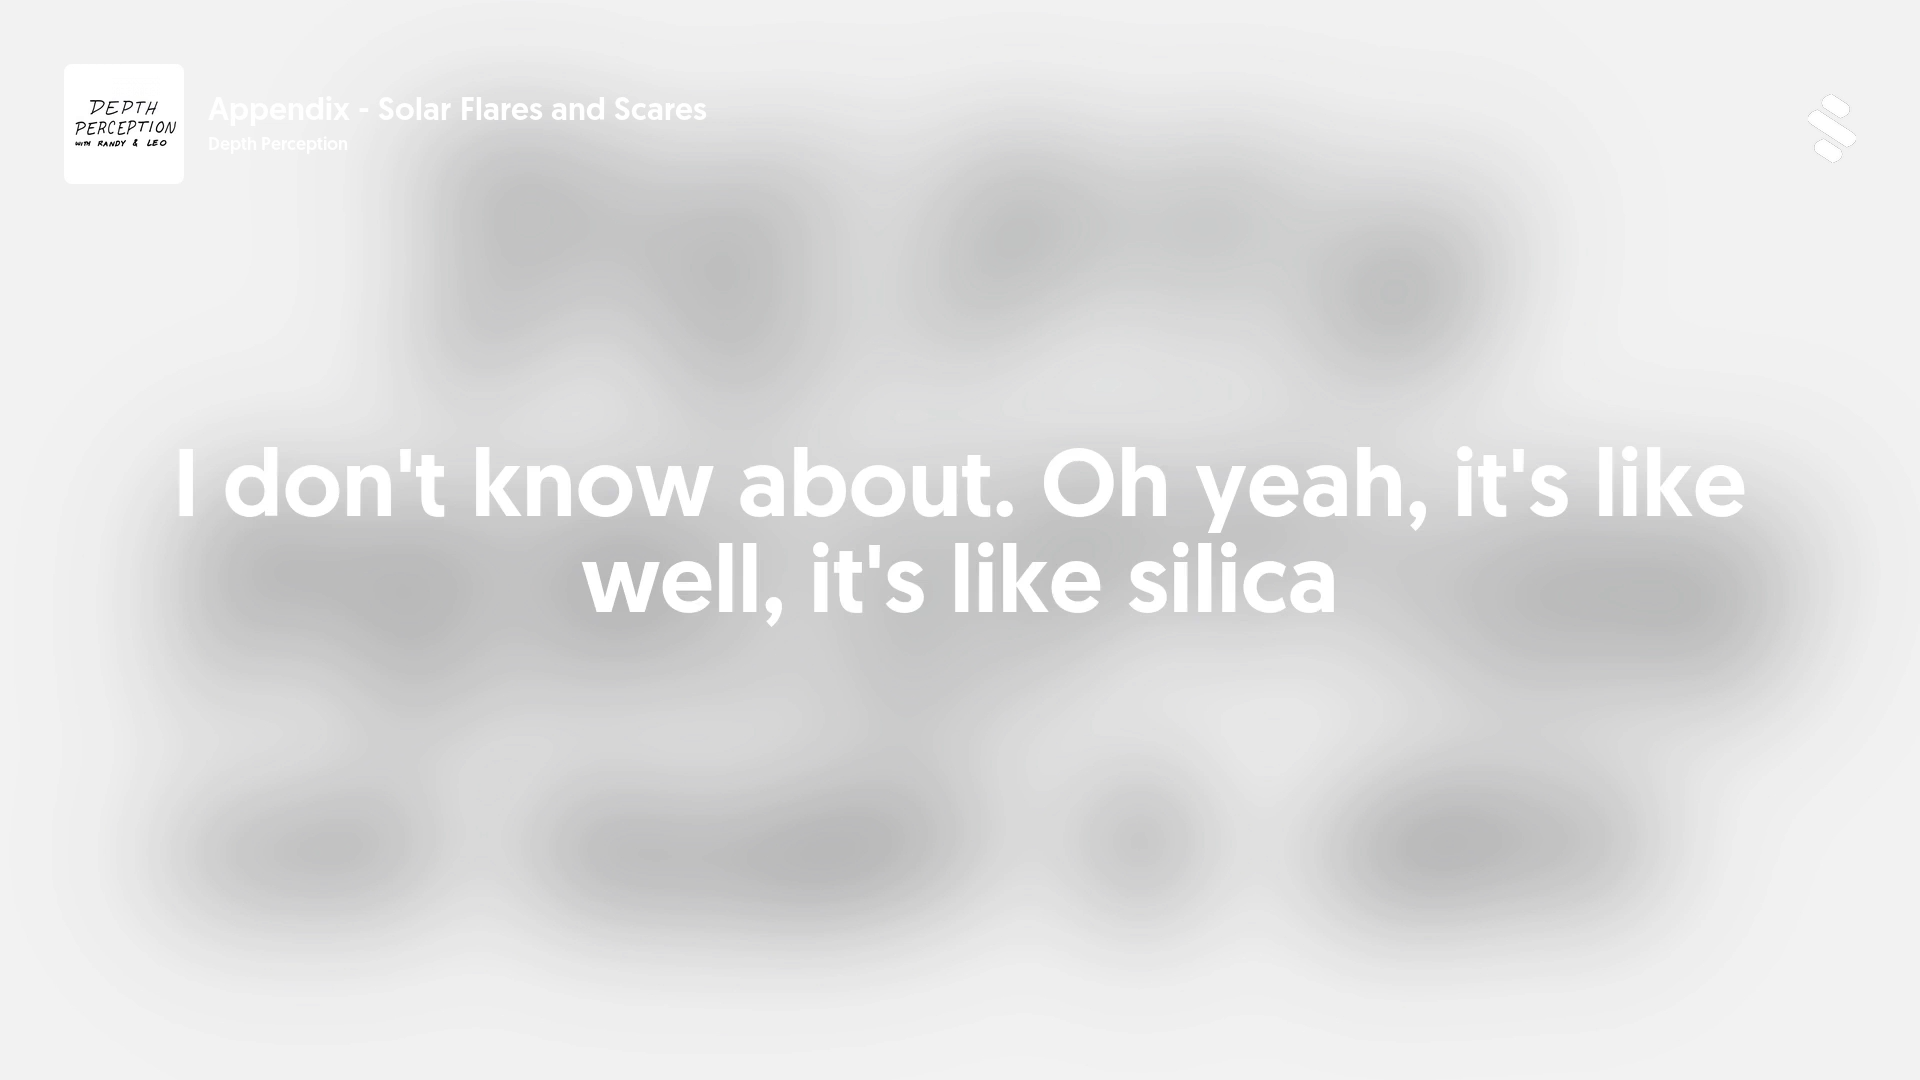 DEPTH
PERCEPTION
WITH RANDY & LEO
Appendix - Solar Flares and Scares
Depth Perception
I don't know about. Oh yeah, it's like
well, it's like silica